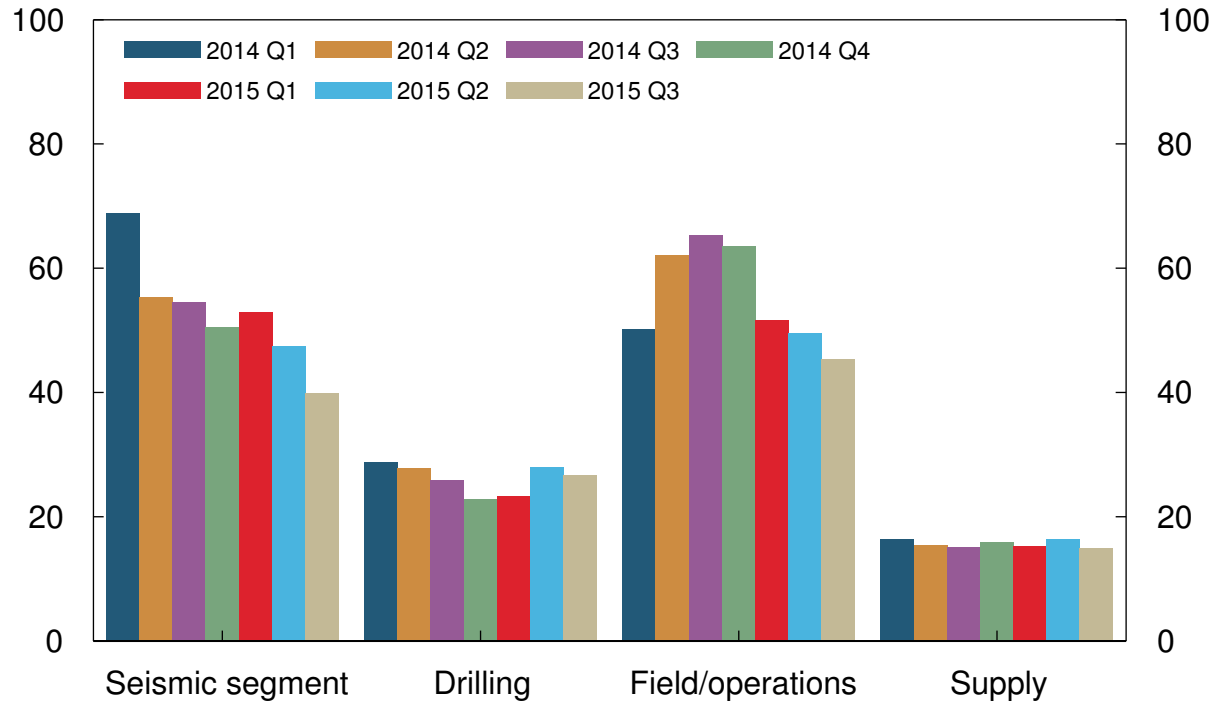 100 100
2014 Q1 2014 Q2 2014 Q3 2014 Q4
2015 Q1 2015 Q2 2015 Q3
80 80
60 60
40 40
20 20
0 0
Seismic segment Drilling Field/operations Supply